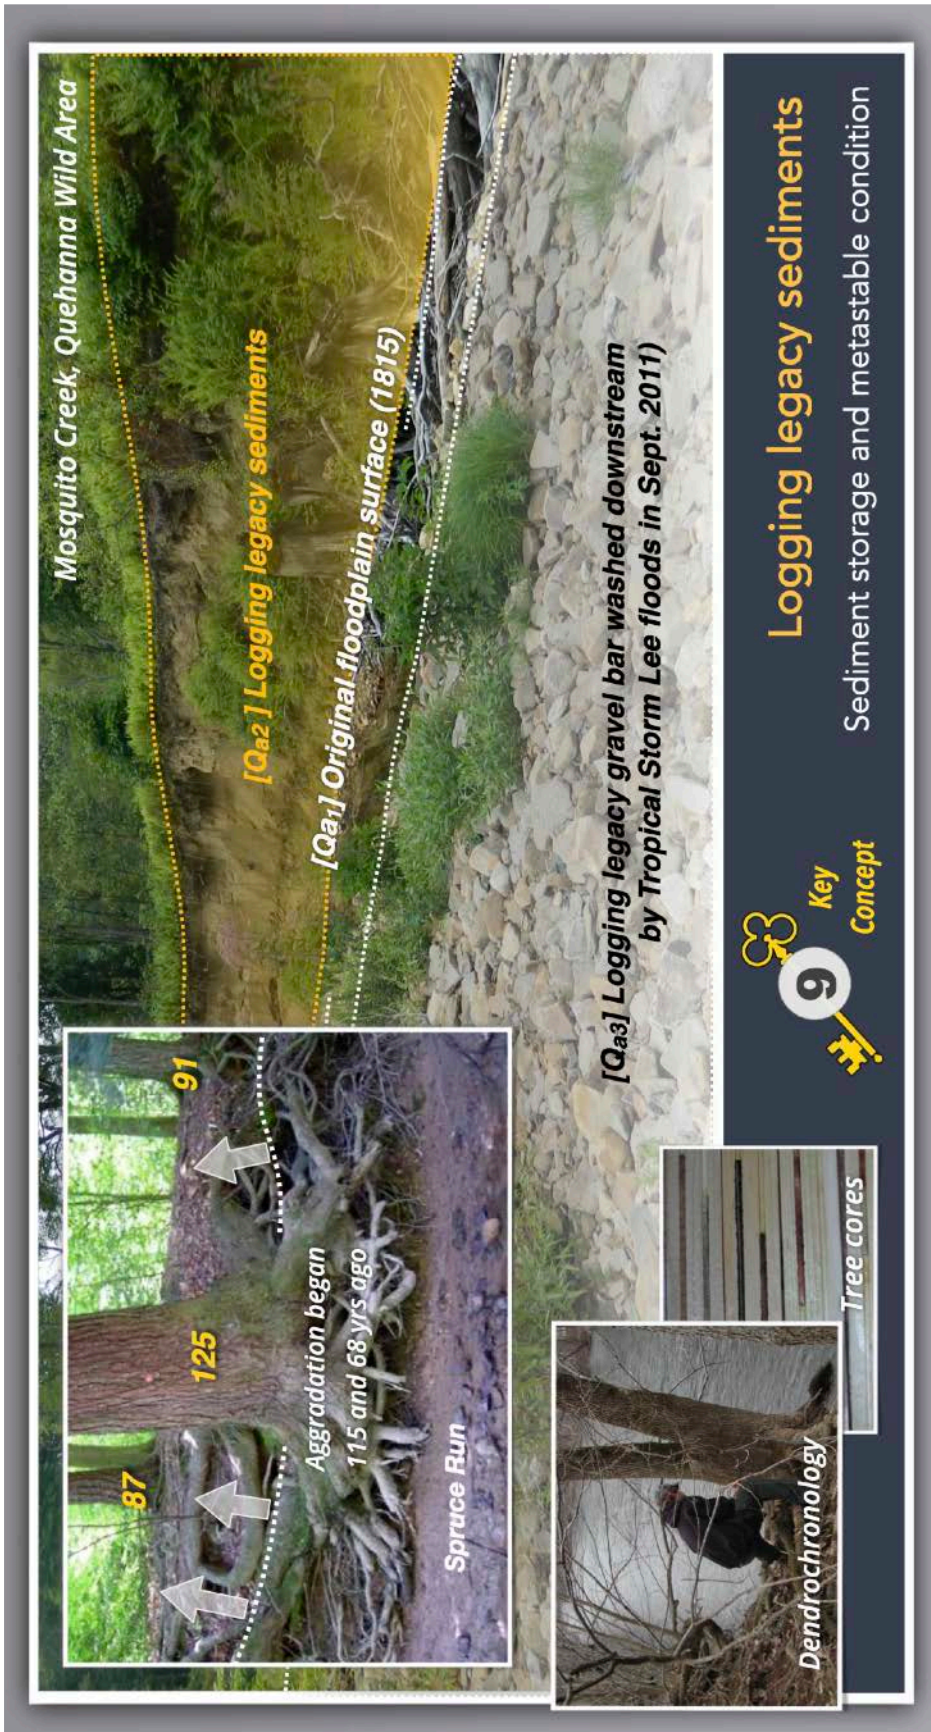 Mosquito Creek, Quehanna Wild Area
[Qa2] Logging legacy sediments
[Qa1] Original floodplain surface (1815)
[Qa3] Logging legacy gravel bar washed downstream
by Tropical Storm Lee floods in Sept. 2011)
87
125
91
Aggradation began
115 and 68 yrs ago
Spruce Run
Dendrochronology
Tree cores
9
Key
Concept
Logging legacy sediments
Sediment storage and metastable condition